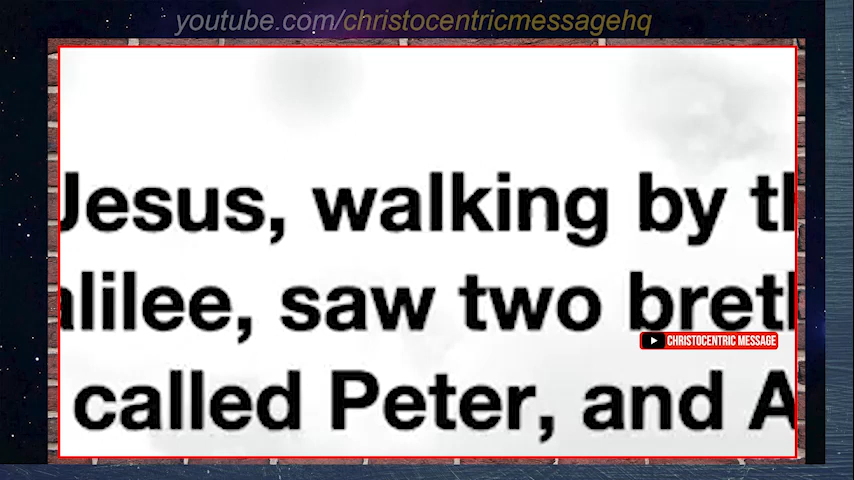 youtube.com/christocentricmessagehq
Jesus, walking by th
alilee, saw two breth
CHRISTOCENTRIC MESSAGE
called Peter, and A